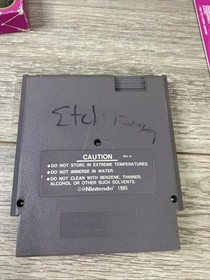 CAUTION REV-A
●DO NOT STORE IN EXTREME TEMPERATURES.
●DO NOT IMMERSE IN WATER.
●DO NOT CLEAN WITH BENZENE, THINNER,
ALCOHOL OR OTHER SUCH SOLVENTS.
©Nintendo 1985